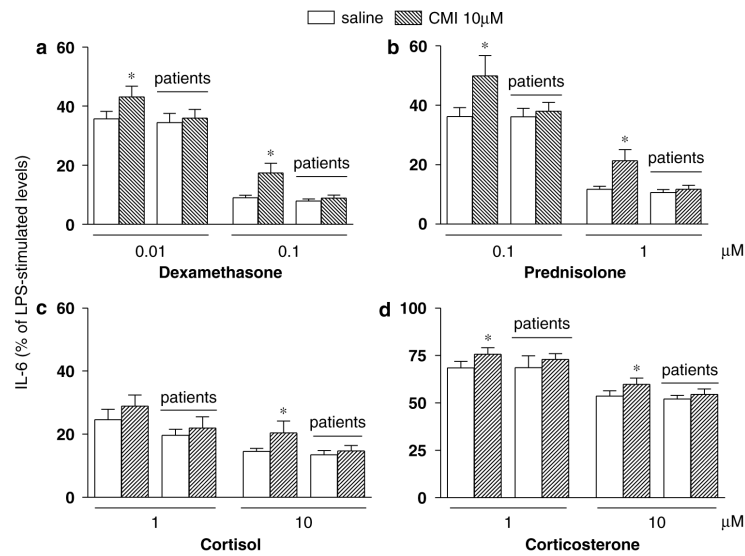 saline CMI 10μM
a
b
60
40
20
0
*
patients
*
patients
0.01 0.1
Dexamethasone
60
40
20
0
*
patients
*
patients
0.1 1 μM
Prednisolone
IL-6 (% of LPS-stimulated levels)
c
d
60
40
20
0
patients
*
patients
1 10
Cortisol
100
75
50
25
0
*
patients
*
patients
1 10 μM
Corticosterone